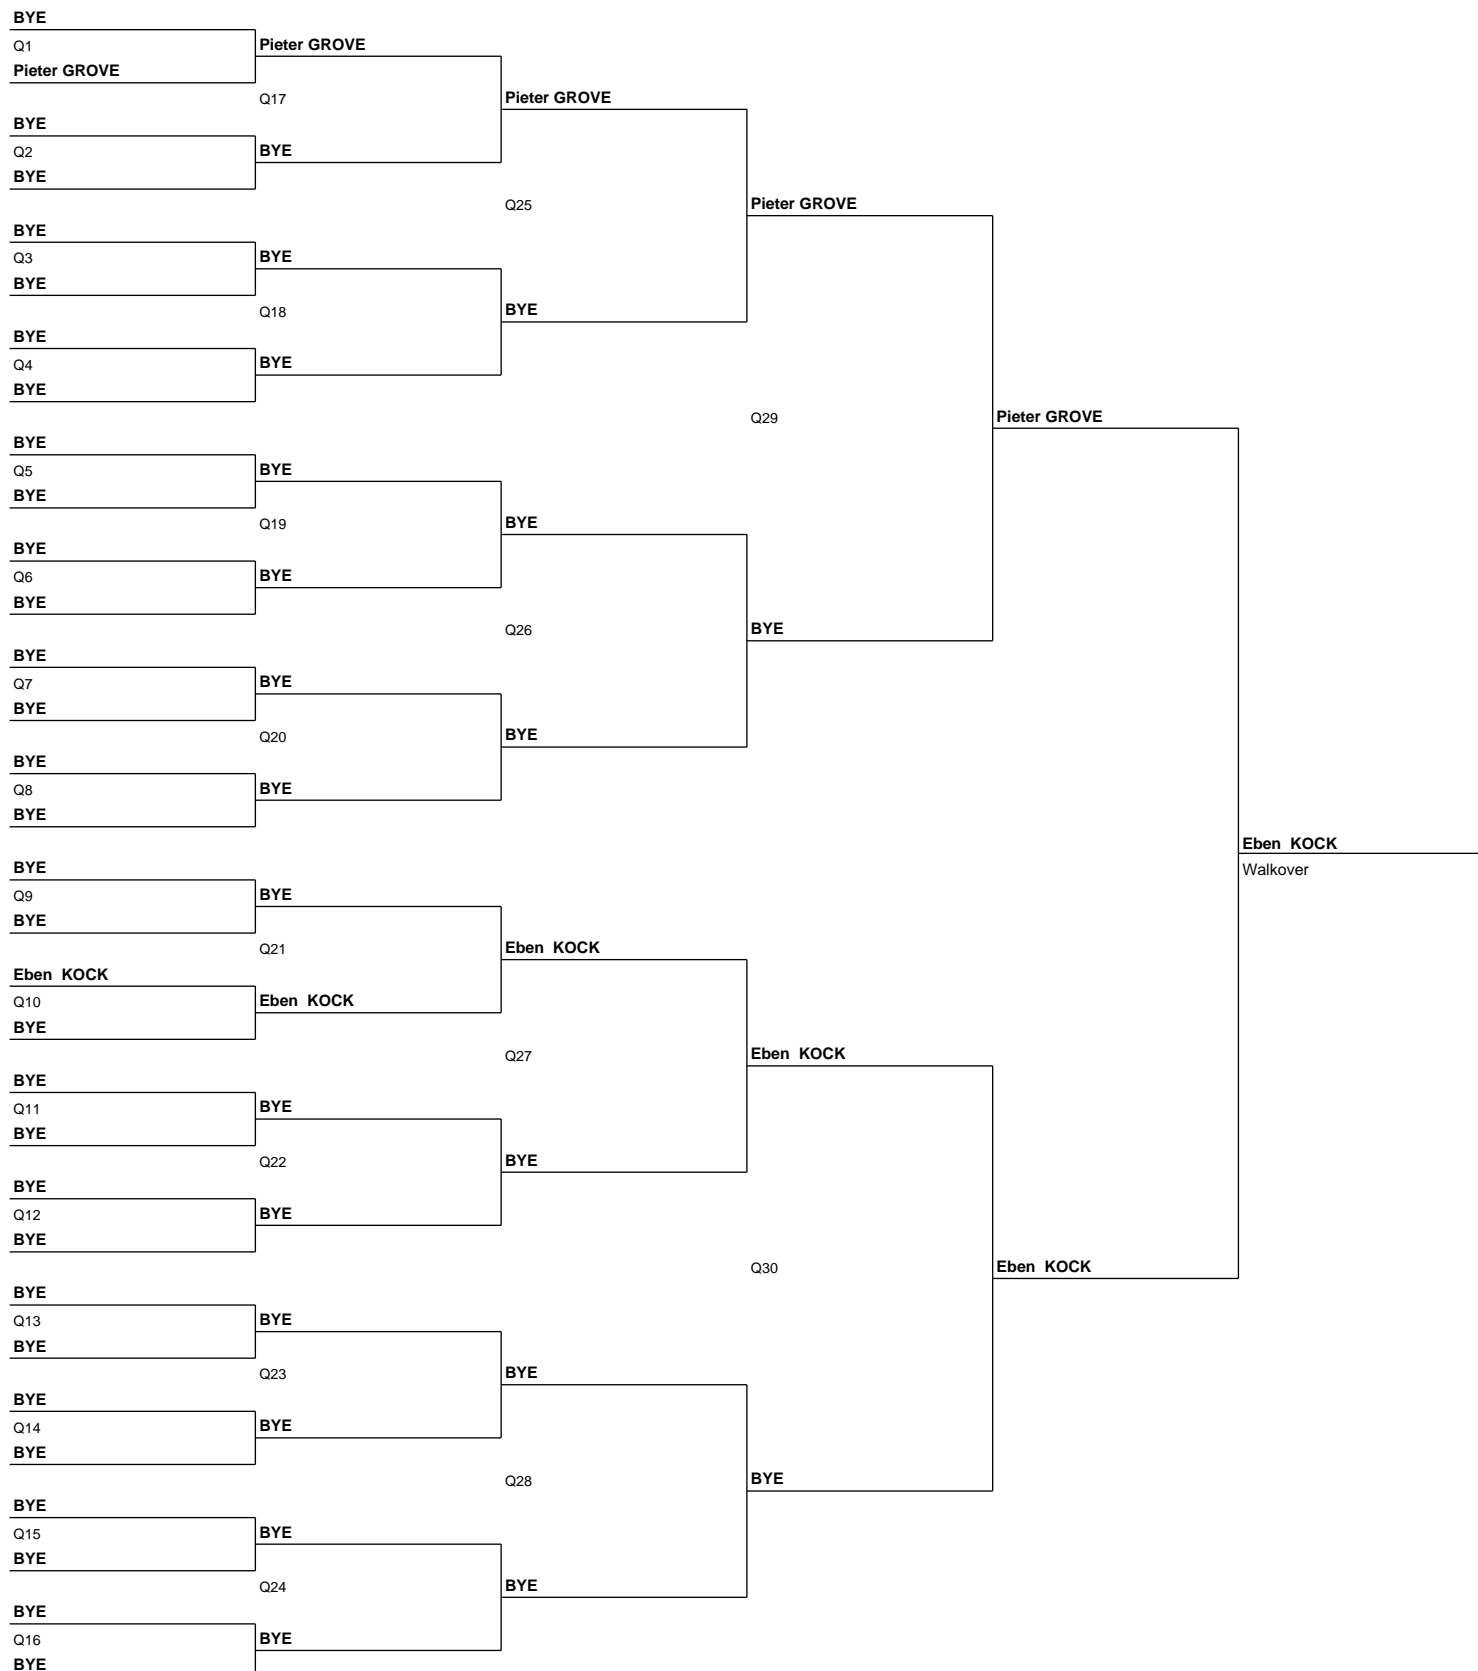 BYE
Q1
Pieter GROVE
BYE
Q2
BYE
BYE
Q3
BYE
BYE
Q4
BYE
BYE
Q5
BYE
BYE
Q6
BYE
BYE
Q7
BYE
BYE
Q8
BYE
BYE
Q9
BYE
Eben  KOCK
Q10
BYE
BYE
Q11
BYE
BYE
Q12
BYE
BYE
Q13
BYE
BYE
Q14
BYE
BYE
Q15
BYE
BYE
Q16
BYE
Pieter GROVE
Q17
BYE
BYE
Q18
BYE
BYE
Q19
BYE
BYE
Q20
BYE
BYE
Q21
Eben  KOCK
BYE
Q22
BYE
BYE
Q23
BYE
BYE
Q24
BYE
Pieter GROVE
Q25
BYE
BYE
Q26
BYE
Eben  KOCK
Q27
BYE
BYE
Q28
BYE
Pieter GROVE
Q29
BYE
Eben  KOCK
Q30
BYE
Pieter GROVE
Eben  KOCK
Eben  KOCK
Walkover